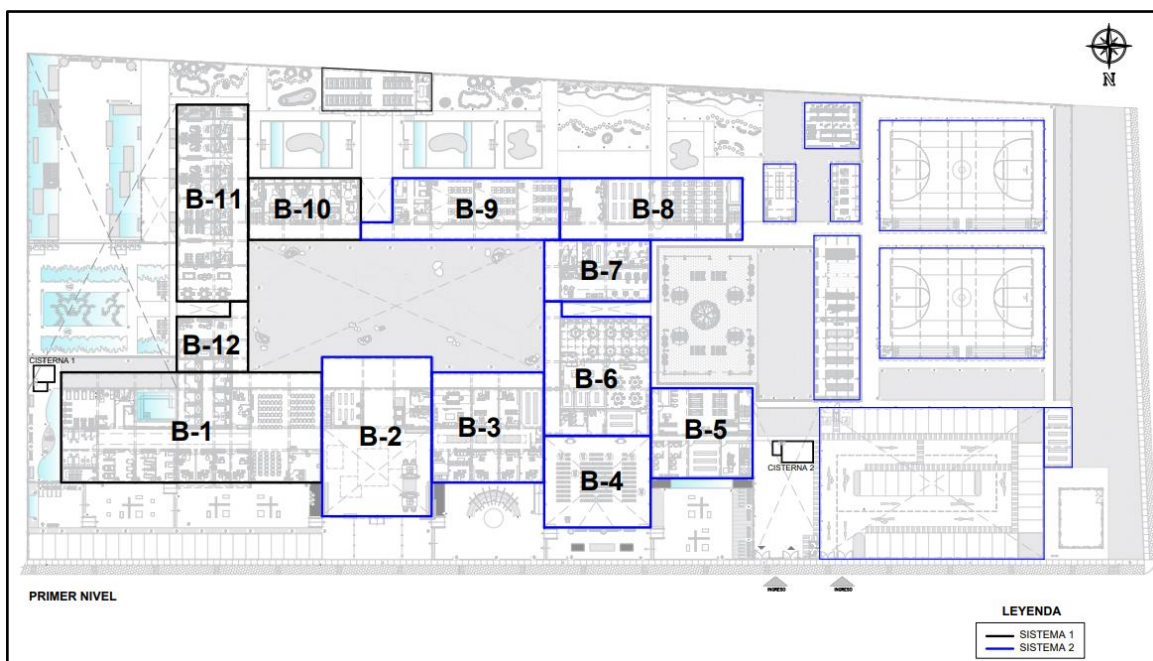 N
B-11
B-10
B-9
B-8
B-7
B-12
CISTERNA 1
B-6
B-1
B-2
B-3
B-5
B-4
CISTERNA 2
INGRESO
INGRESO
PRIMER NIVEL
LEYENDA
SISTEMA 1
SISTEMA 2